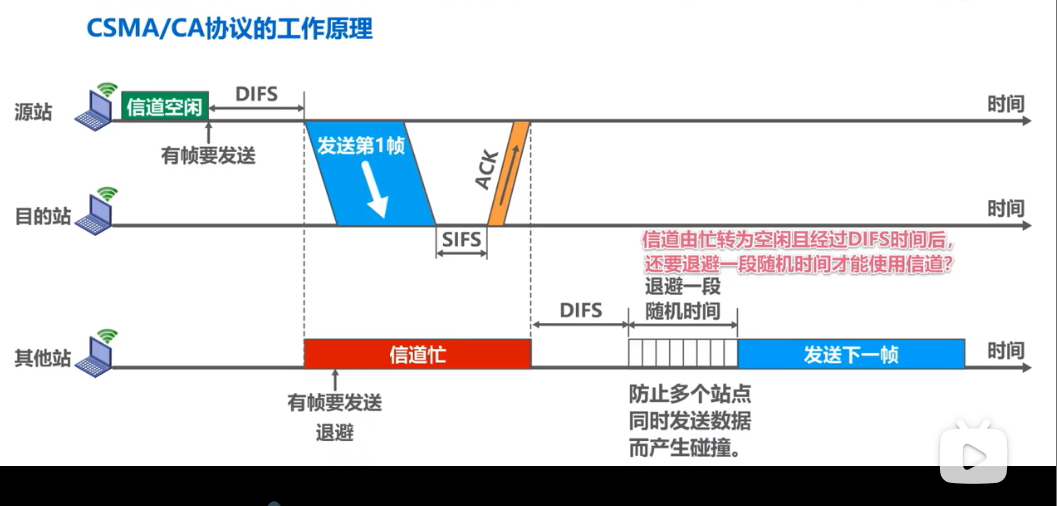 CSMA/CA协议的工作原理
源站
信道空闲
DIFS
时间
有帧要发送
发送第1帧
ACK
目的站
时间
SIFS
信道由忙转为空闲且经过DIFS时间后，
还要退避一段随机时间才能使用信道？
退避一段
随机时间
DIFS
其他站
信道忙
发送下一帧
时间
有帧要发送
退避
防止多个站点
同时发送数据
而产生碰撞。